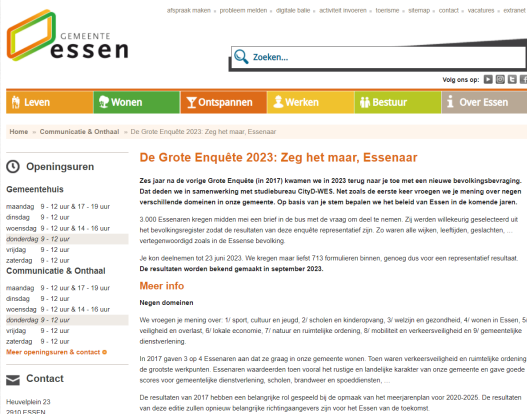 afspraak maken » probleem melden » digitale balie » activiteit invoeren » toerisme » sitemap » contact » vacatures » extranet
GEMEENTE
essen
Zoeken...
Volg ons op:
Leven
Wonen
Ontspannen
Werken
Bestuur
Over Essen
Home » Communicatie & Onthaal » De Grote Enquête 2023: Zeg het maar, Essenaar
Openingsuren
Gemeentehuis
maandag 9 - 12 uur & 17 - 19 uur
dinsdag 9 - 12 uur
woensdag 9 - 12 uur & 14 - 16 uur
donderdag 9 - 12 uur
vrijdag 9 - 12 uur
zaterdag 9 - 12 uur
Communicatie & Onthaal
maandag 9 - 12 uur & 17 - 19 uur
dinsdag 9 - 12 uur
woensdag 9 - 12 uur & 14 - 16 uur
donderdag 9 - 12 uur
vrijdag 9 - 12 uur
zaterdag 9 - 12 uur
Meer openingsuren & contact
Contact
Heuvelplein 23
2910 ESSEN
De Grote Enquête 2023: Zeg het maar, Essenaar
Zes jaar na de vorige Grote Enquête (in 2017) kwamen we in 2023 terug naar je toe met een nieuwe bevolkingsbevraging.
Dat deden we in samenwerking met studiebureau CityD-WES. Net zoals de eerste keer vroegen we je mening over negen
verschillende domeinen in onze gemeente. Op basis van je stem bepalen we het beleid van Essen in de komende jaren.
3.000 Essenaren kregen midden mei een brief in de bus met de vraag om deel te nemen. Zij werden willekeurig geselecteerd uit
het bevolkingsregister zodat de resultaten van deze enquête representatief zijn. Zo waren alle wijken, leeftijden, geslachten, ...
vertegenwoordigd zoals in de Essense bevolking.
Je kon deelnemen tot 23 juni 2023. We kregen maar liefst 713 formulieren binnen, genoeg dus voor een representatief resultaat.
De resultaten worden bekend gemaakt in september 2023.
Meer info
Negen domeinen
We vroegen je mening over: 1/ sport, cultuur en jeugd, 2/ scholen en kinderopvang, 3/ welzijn en gezondheid, 4/ wonen in Essen, 5/
veiligheid en overlast, 6/ lokale economie, 7/ natuur en ruimtelijke ordening, 8/ mobiliteit en verkeersveiligheid en 9/ gemeentelijke
dienstverlening.
In 2017 gaven 3 op 4 Essenaren aan dat ze graag in onze gemeente wonen. Toen waren verkeersveiligheid en ruimtelijke ordening
de grootste werkpunten. Essenaren waardeerden toen vooral het rustige en landelijke karakter van onze gemeente en gave goede
scores voor gemeentelijke dienstverlening, scholen, brandweer en spoeddiensten, ...
De resultaten van 2017 hebben een belangrijke rol gespeeld bij de opmaak van het meerjarenplan voor 2020-2025. De resultaten
van deze editie zullen opnieuw belangrijke richtingaanwijzers zijn voor het Essen van de toekomst.